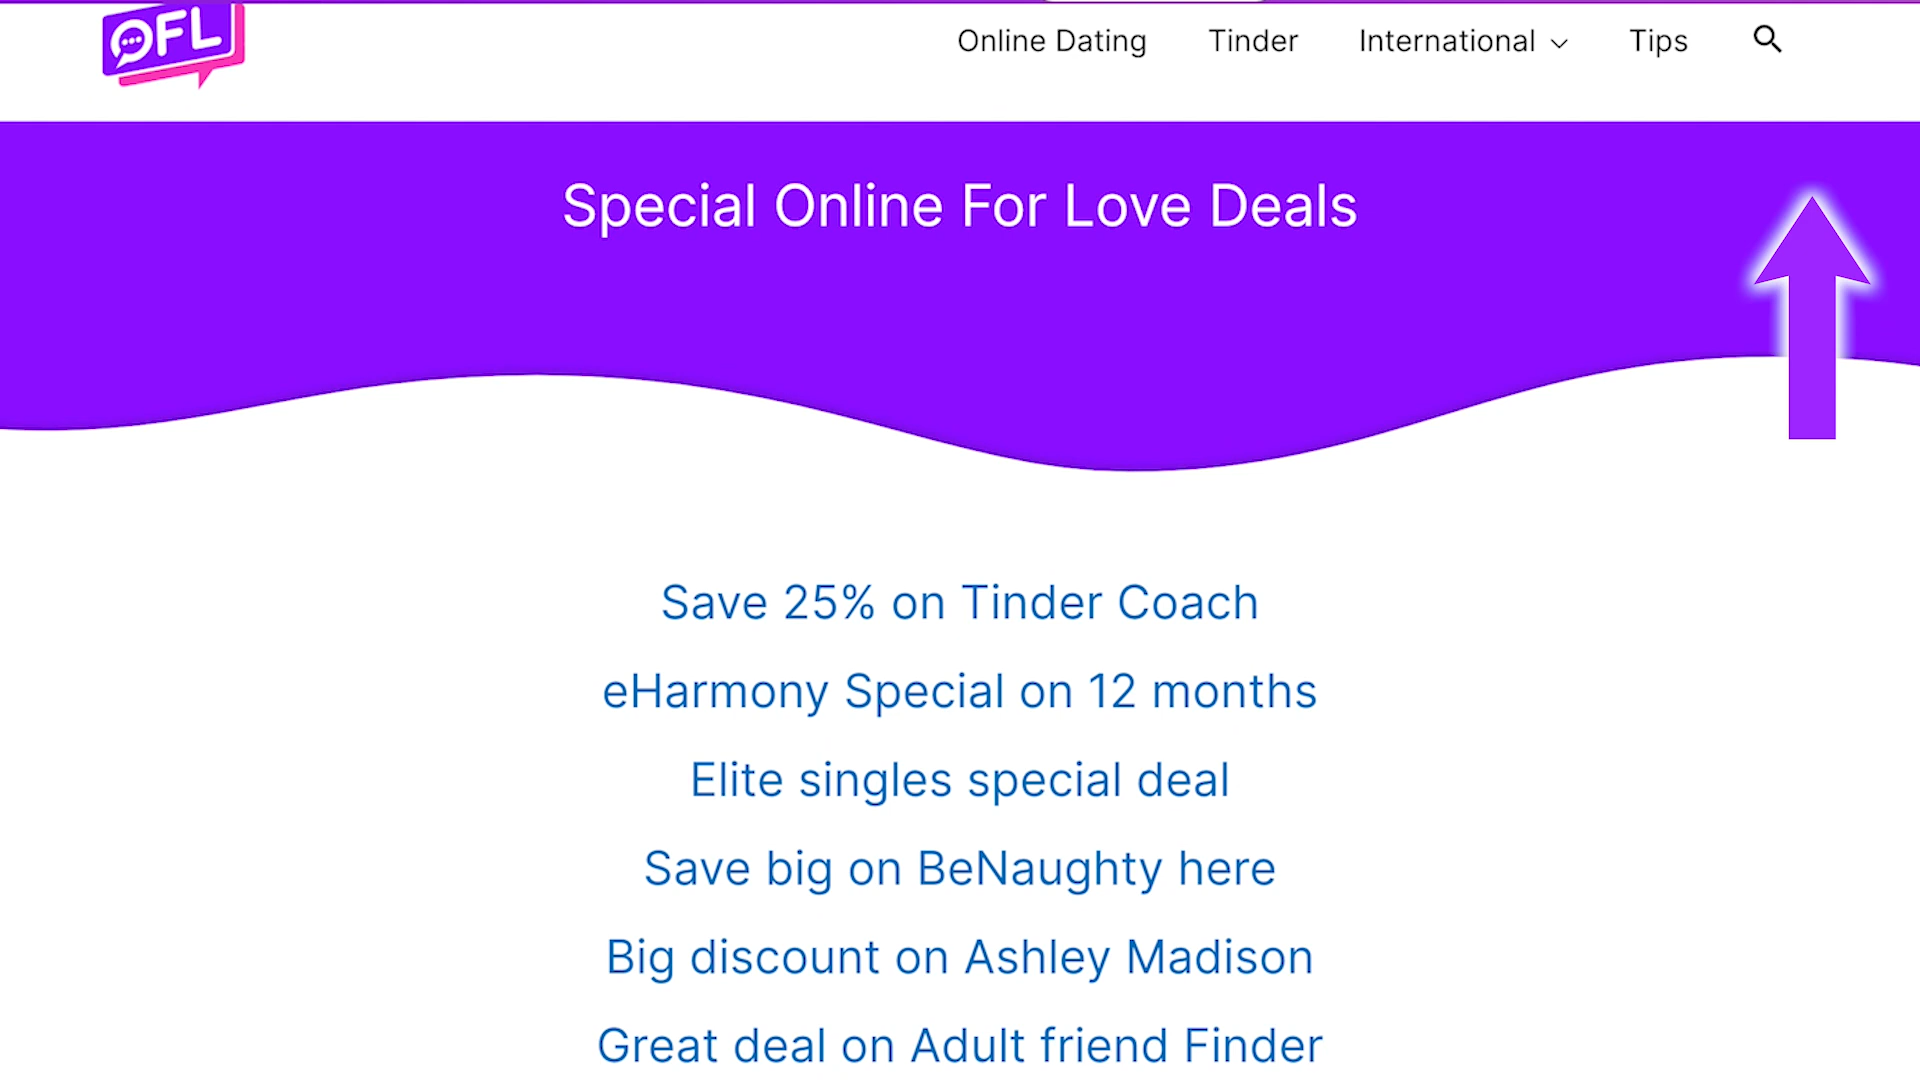 OFL
Online Dating Tinder International Tips
Special Online For Love Deals
Save 25% on Tinder Coach
eHarmony Special on 12 months
Elite singles special deal
Save big on BeNaughty here
Big discount on Ashley Madison
Great deal on Adult friend Finder